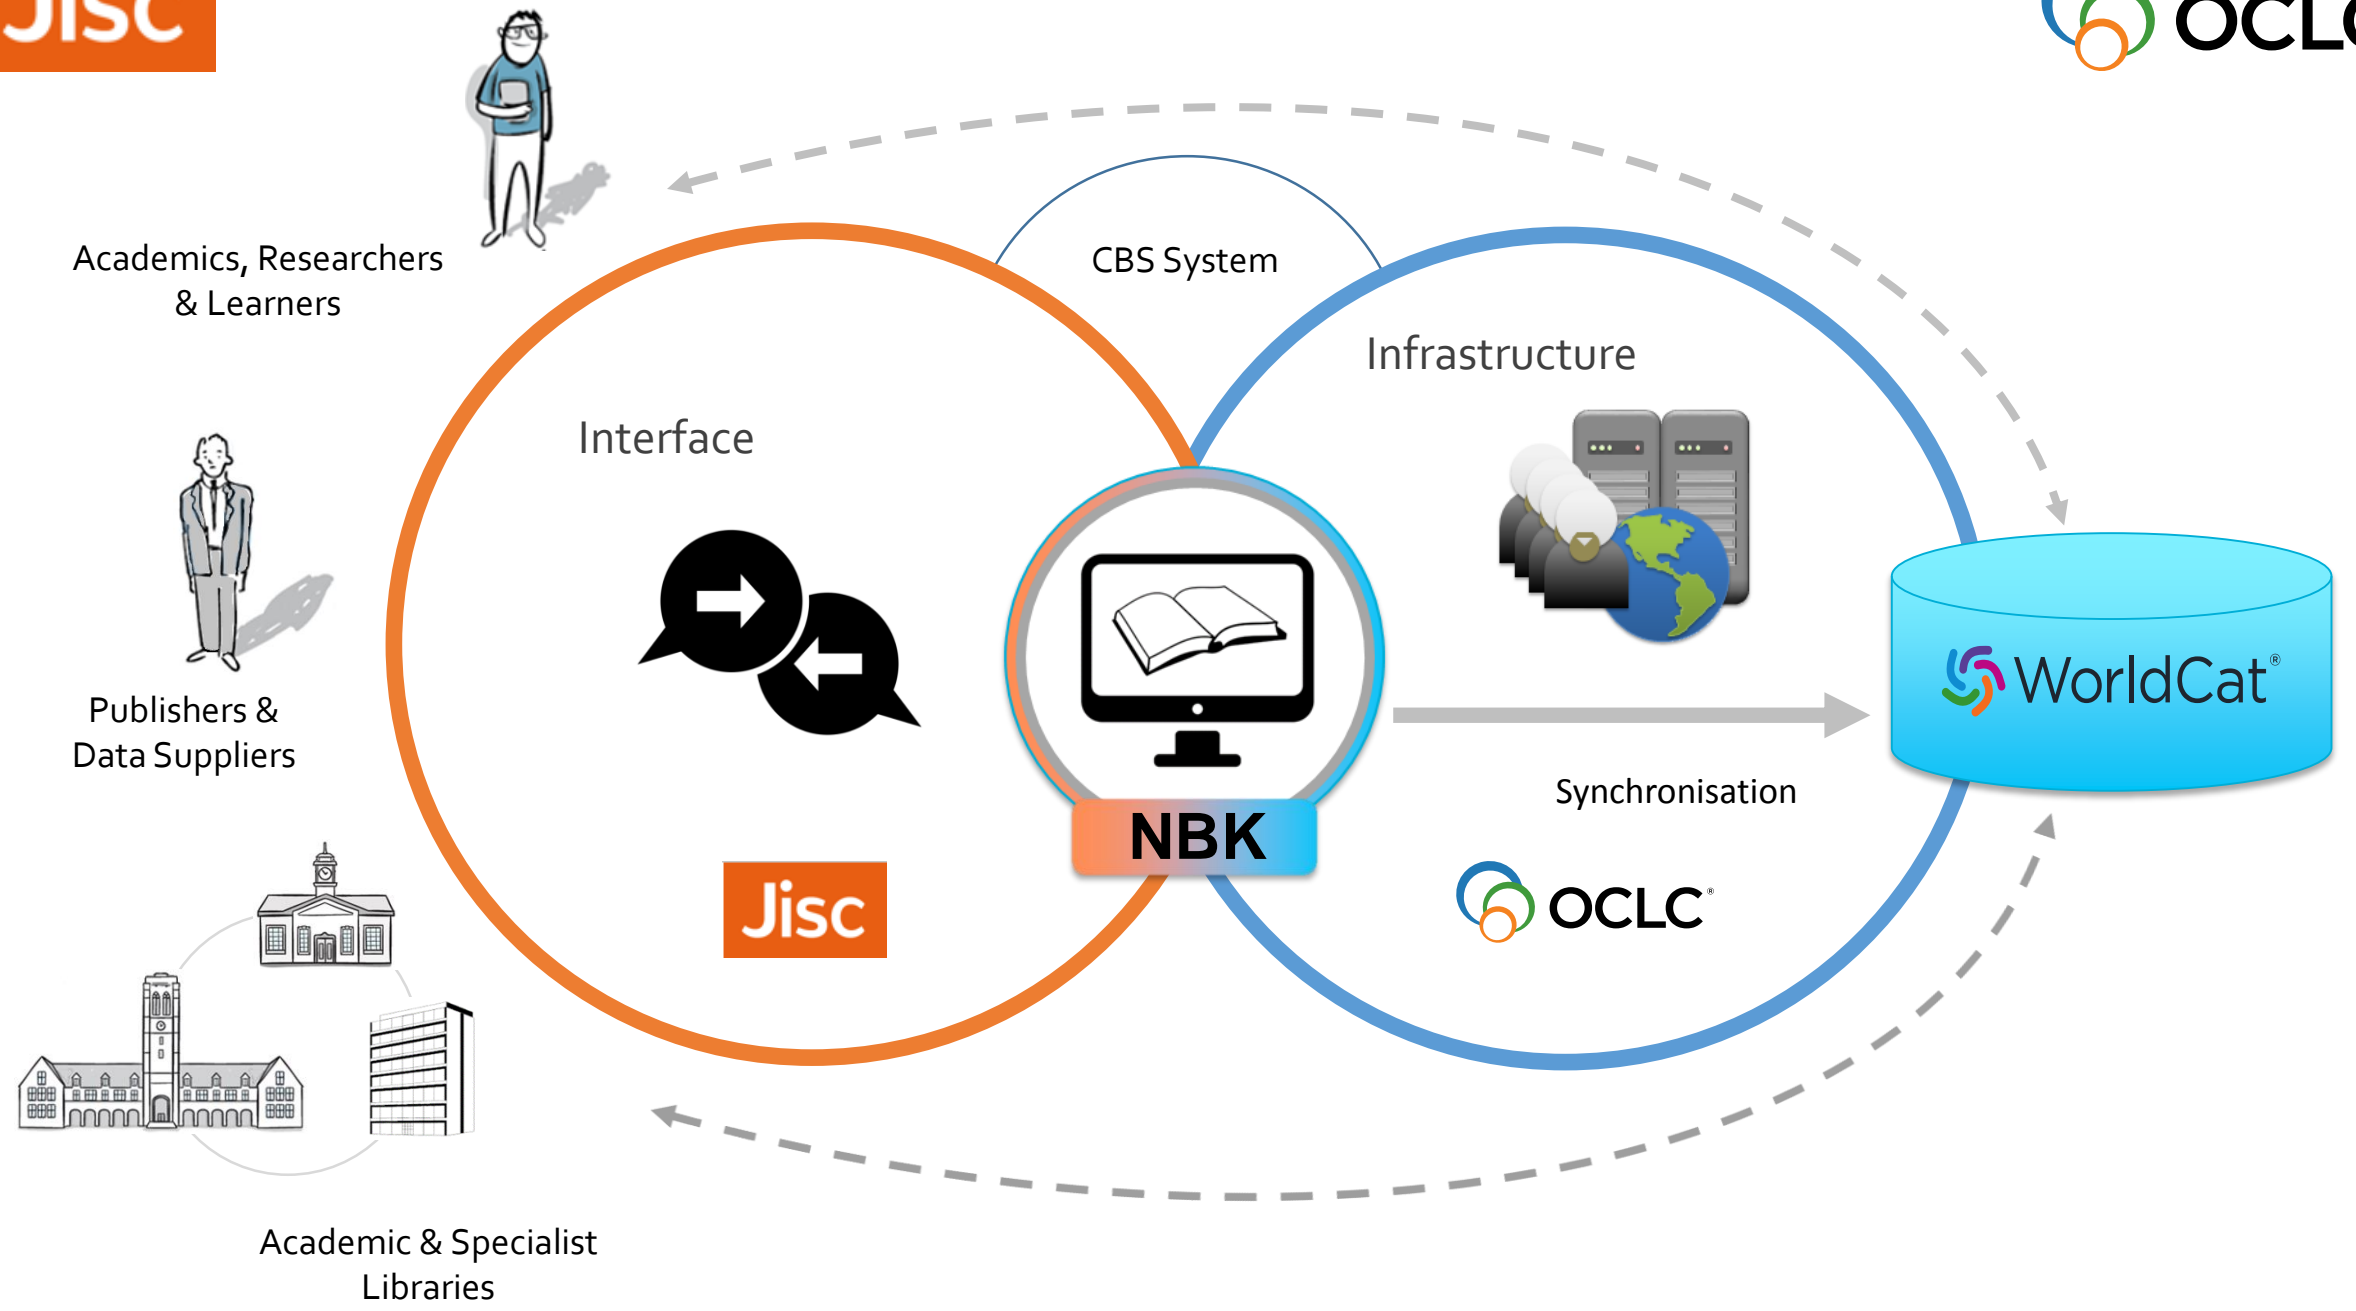 Jisc
OCLC
Academics, Researchers
& Learners
CBS System
Infrastructure
Interface
WorldCat®
Publishers &
Data Suppliers
Synchronisation
NBK
Jisc
OCLC®
Academic & Specialist
Libraries